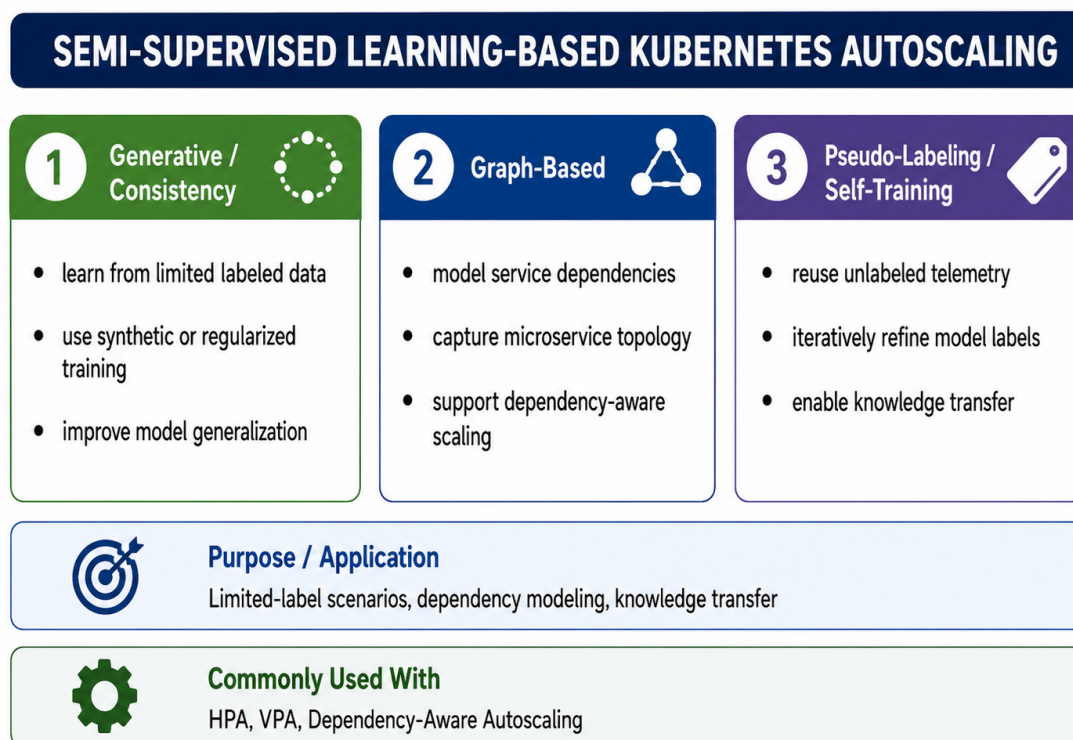 SEMI-SUPERVISED LEARNING-BASED KUBERNETES AUTOSCALING
1
Generative /
Consistency
• learn from limited labeled data
• use synthetic or regularized
training
• improve model generalization
2
Graph-Based
• model service dependencies
• capture microservice topology
• support dependency-aware
scaling
3
Pseudo-Labeling /
Self-Training
• reuse unlabeled telemetry
• iteratively refine model labels
• enable knowledge transfer
Purpose / Application
Limited-label scenarios, dependency modeling, knowledge transfer
Commonly Used With
HPA, VPA, Dependency-Aware Autoscaling